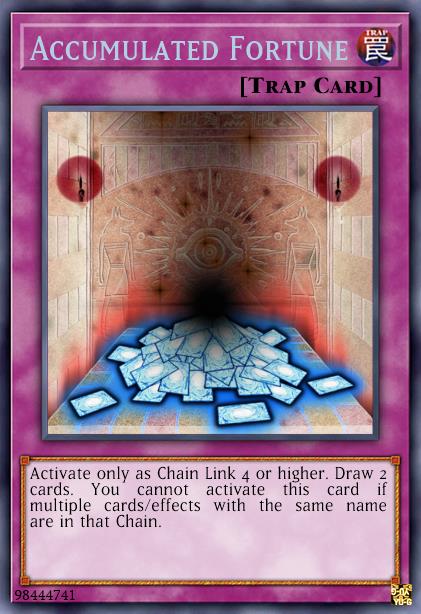 Accumulated Fortune
TRAP
罠
[Trap Card]
Activate only as Chain Link 4 or higher. Draw 2
cards. You cannot activate this card if
multiple cards/effects with the same name
are in that Chain.
98444741